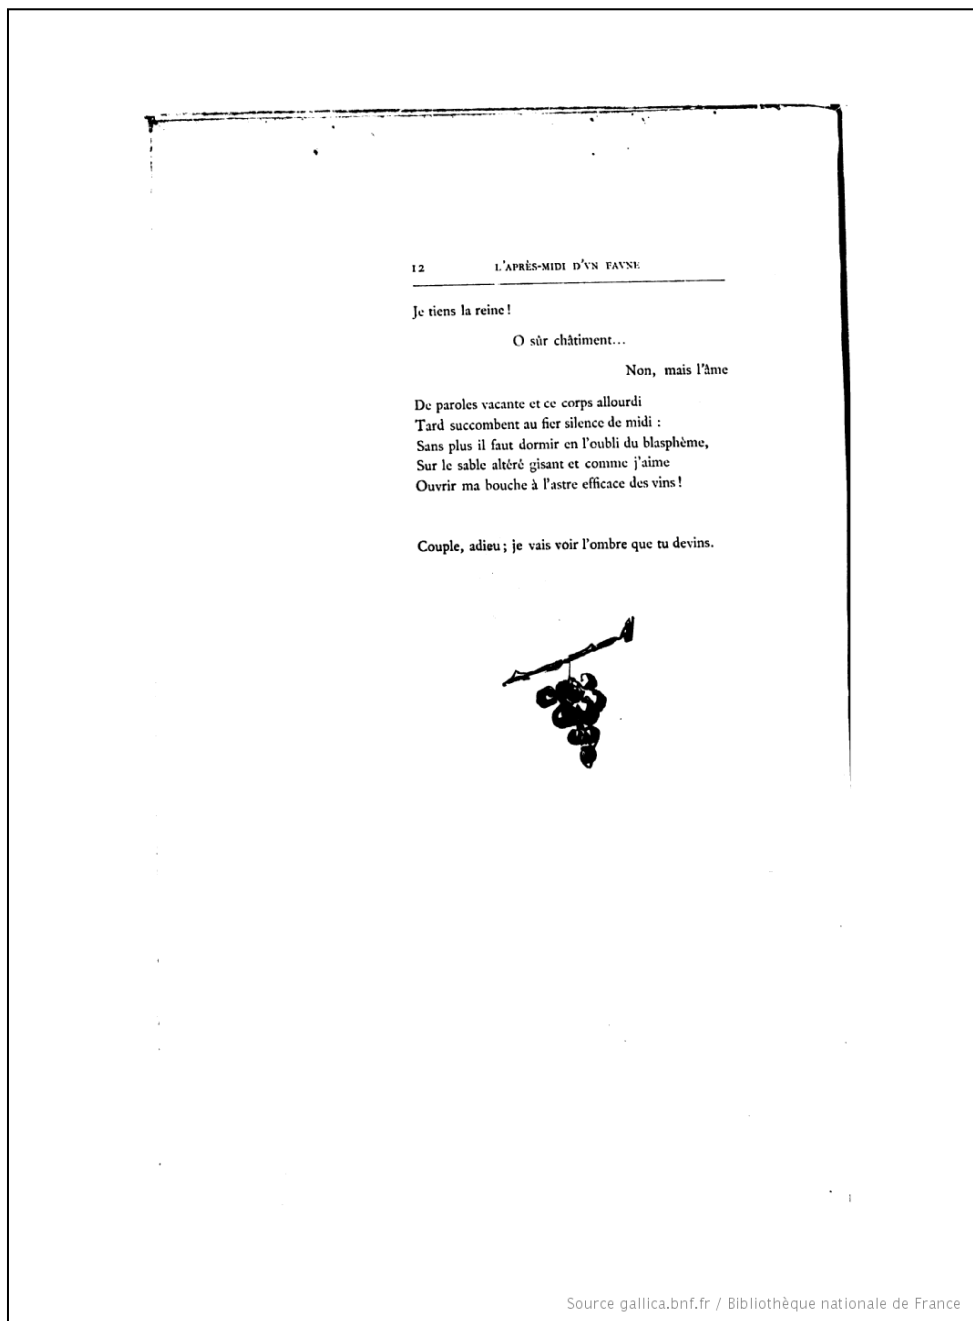 12 L'APRÈS-MIDI D'VN FAVNE
Je tiens la reine !
O sûr châtiment...
Non, mais l'âme
De paroles vacante et ce corps allourdi
Tard succombent au fier silence de midi :
Sans plus il faut dormir en l'oubli du blasphème,
Sur le sable altéré gisant et comme j'aime
Ouvrir ma bouche à l'astre efficace des vins !
Couple, adieu ; je vais voir l'ombre que tu devins.
Source gallica.bnf.fr / Bibliothèque nationale de France